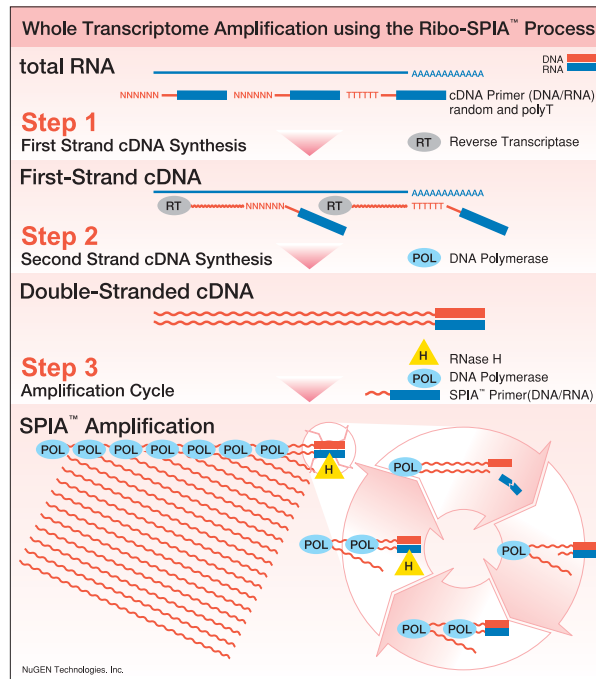 Whole Transcriptome Amplification using the Ribo-SPIA™ Process
total RNA
DNA
RNA
AAAAAAAAAAAA
NNNNNN NNNNNN TTTTTT
cDNA Primer (DNA/RNA)
random and polyT
Step 1
First Strand cDNA Synthesis
RT Reverse Transcriptase
First-Strand cDNA
AAAAAAAAAAAA
RT NNNNNN RT TTTTTT
Step 2
Second Strand cDNA Synthesis
POL DNA Polymerase
Double-Stranded cDNA
Step 3
Amplification Cycle
H RNase H
POL DNA Polymerase
SPIA™ Primer(DNA/RNA)
SPIA™ Amplification
POL POL POL POL POL POL POL
H
POL
POL POL
H
POL
POL POL
NuGEN Technologies. Inc.